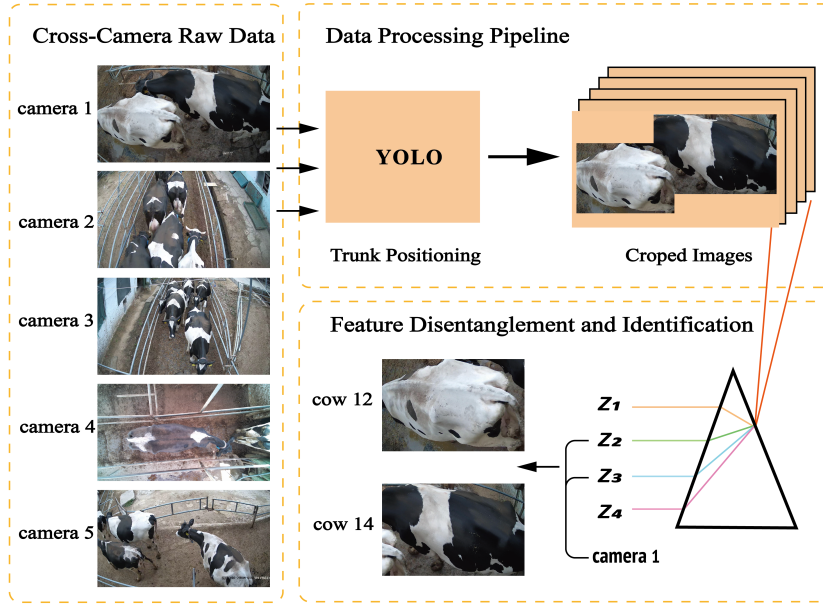 Cross-Camera Raw Data
camera 1
camera 2
camera 3
camera 4
camera 5
Data Processing Pipeline
YOLO
Trunk Positioning
Croped Images
Feature Disentanglement and Identification
cow 12
cow 14
Z1
Z2
Z3
Z4
camera 1